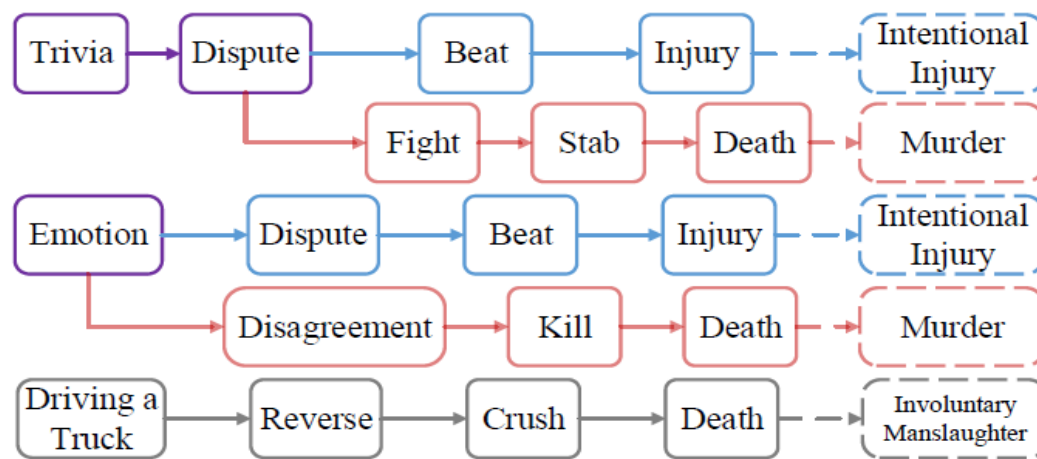 Trivia Dispute Beat Injury Intentional
Injury
Fight Stab Death Murder
Emotion Dispute Beat Injury Intentional
Injury
Disagreement Kill Death Murder
Driving a
Truck Reverse Crush Death Involuntary
Manslaughter